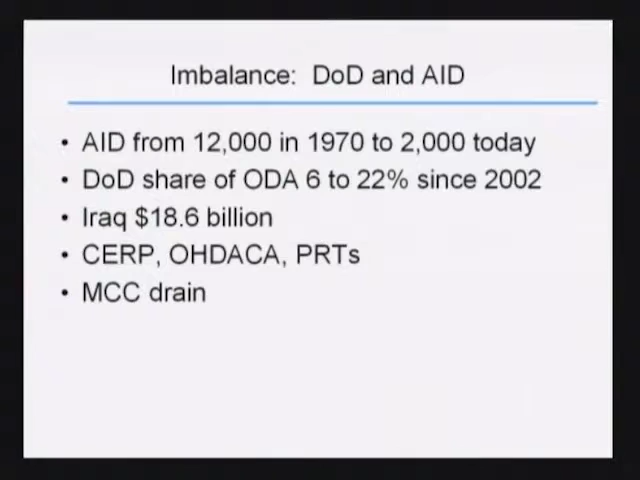 Imbalance: DoD and AID
• AID from 12,000 in 1970 to 2,000 today
• DoD share of ODA 6 to 22% since 2002
• Iraq $18.6 billion
• CERP, OHDACA, PRTs
• MCC drain